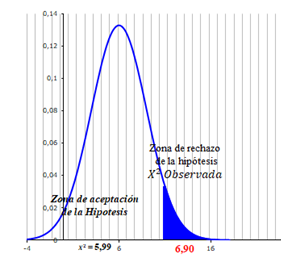 0,14
0,12
0,1
0,08
0,06
0,04
0,02
0
Zona de rechazo
de la hipótesis
X² Observada
Zona de aceptación
de la Hipotesis
-4
x² = 5,99
6
6,90
16